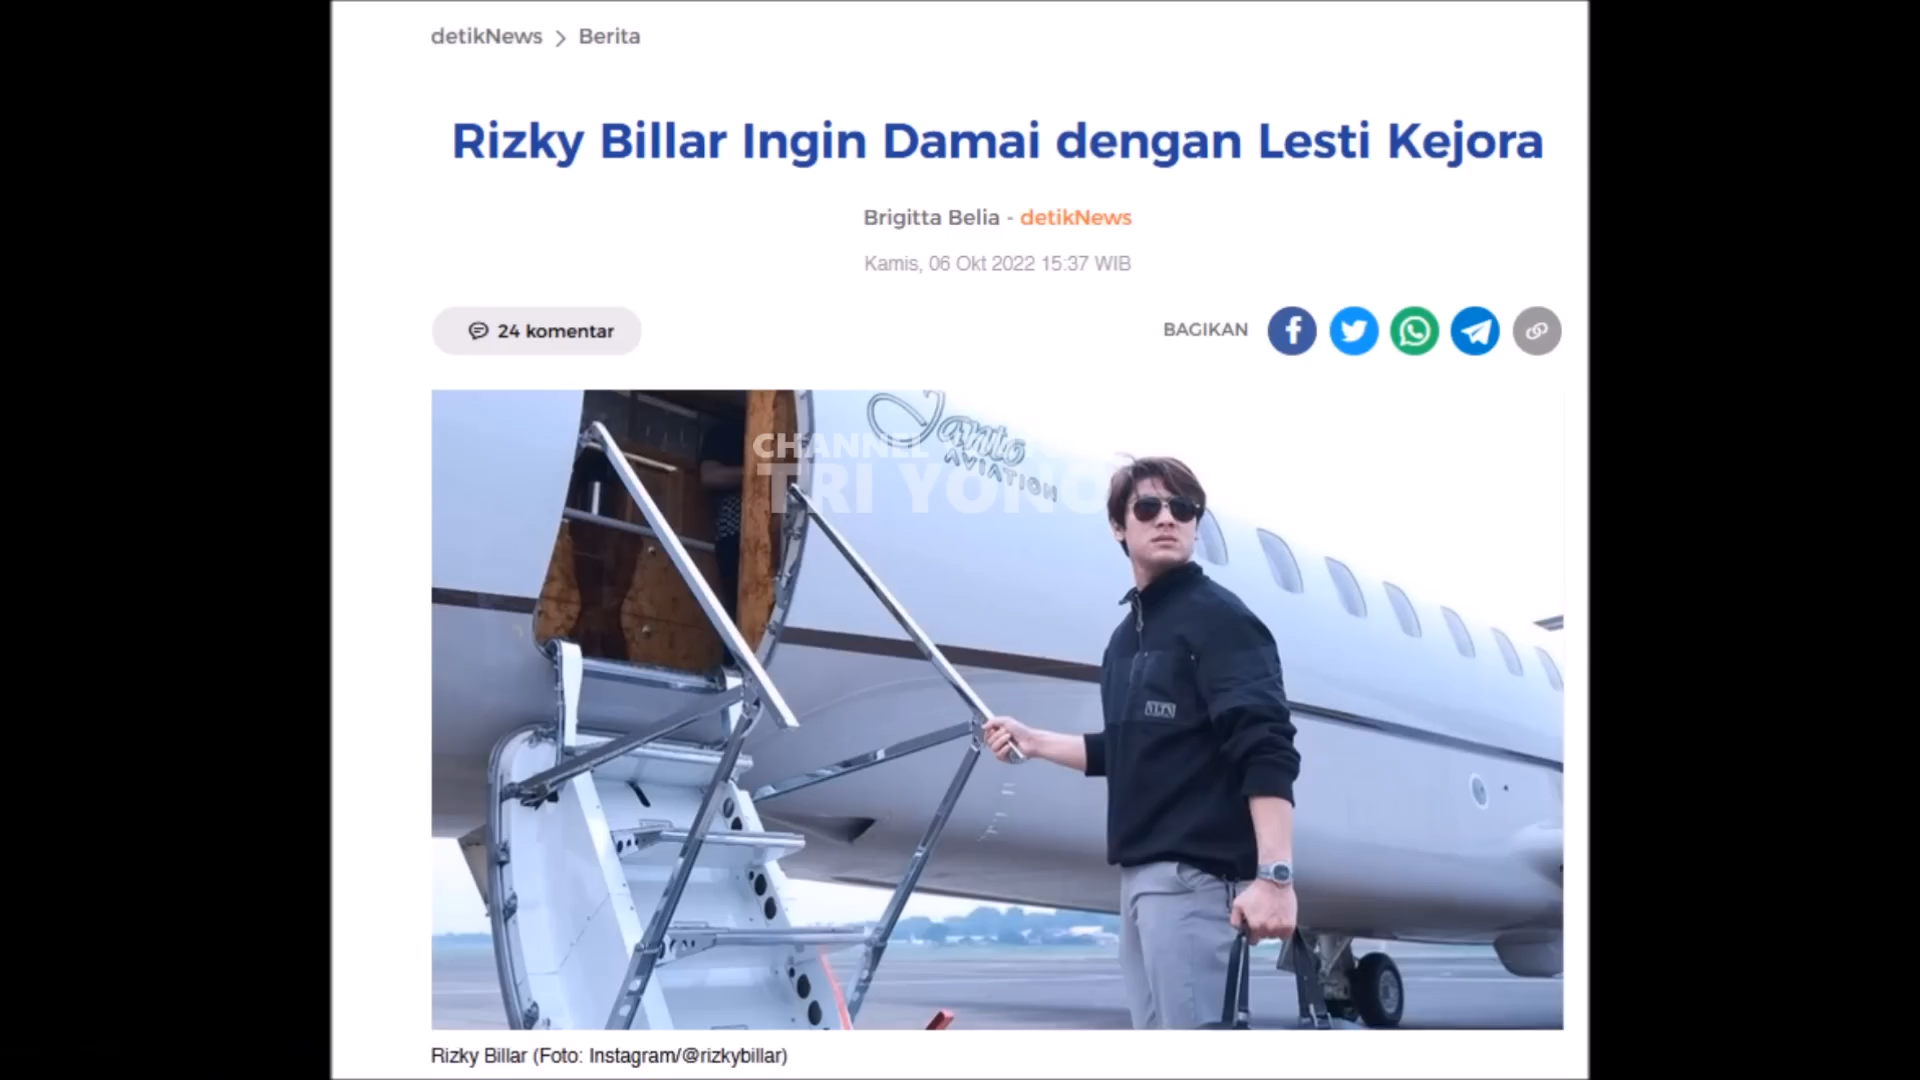 detikNews > Berita
Rizky Billar Ingin Damai dengan Lesti Kejora
Brigitta Belia - detikNews
Kamis, 06 Okt 2022 15:37 WIB
24 komentar
BAGIKAN
Janto
AVIATION
CHANNEL
TRI YONO
Rizky Billar (Foto: Instagram/@rizkybillar)